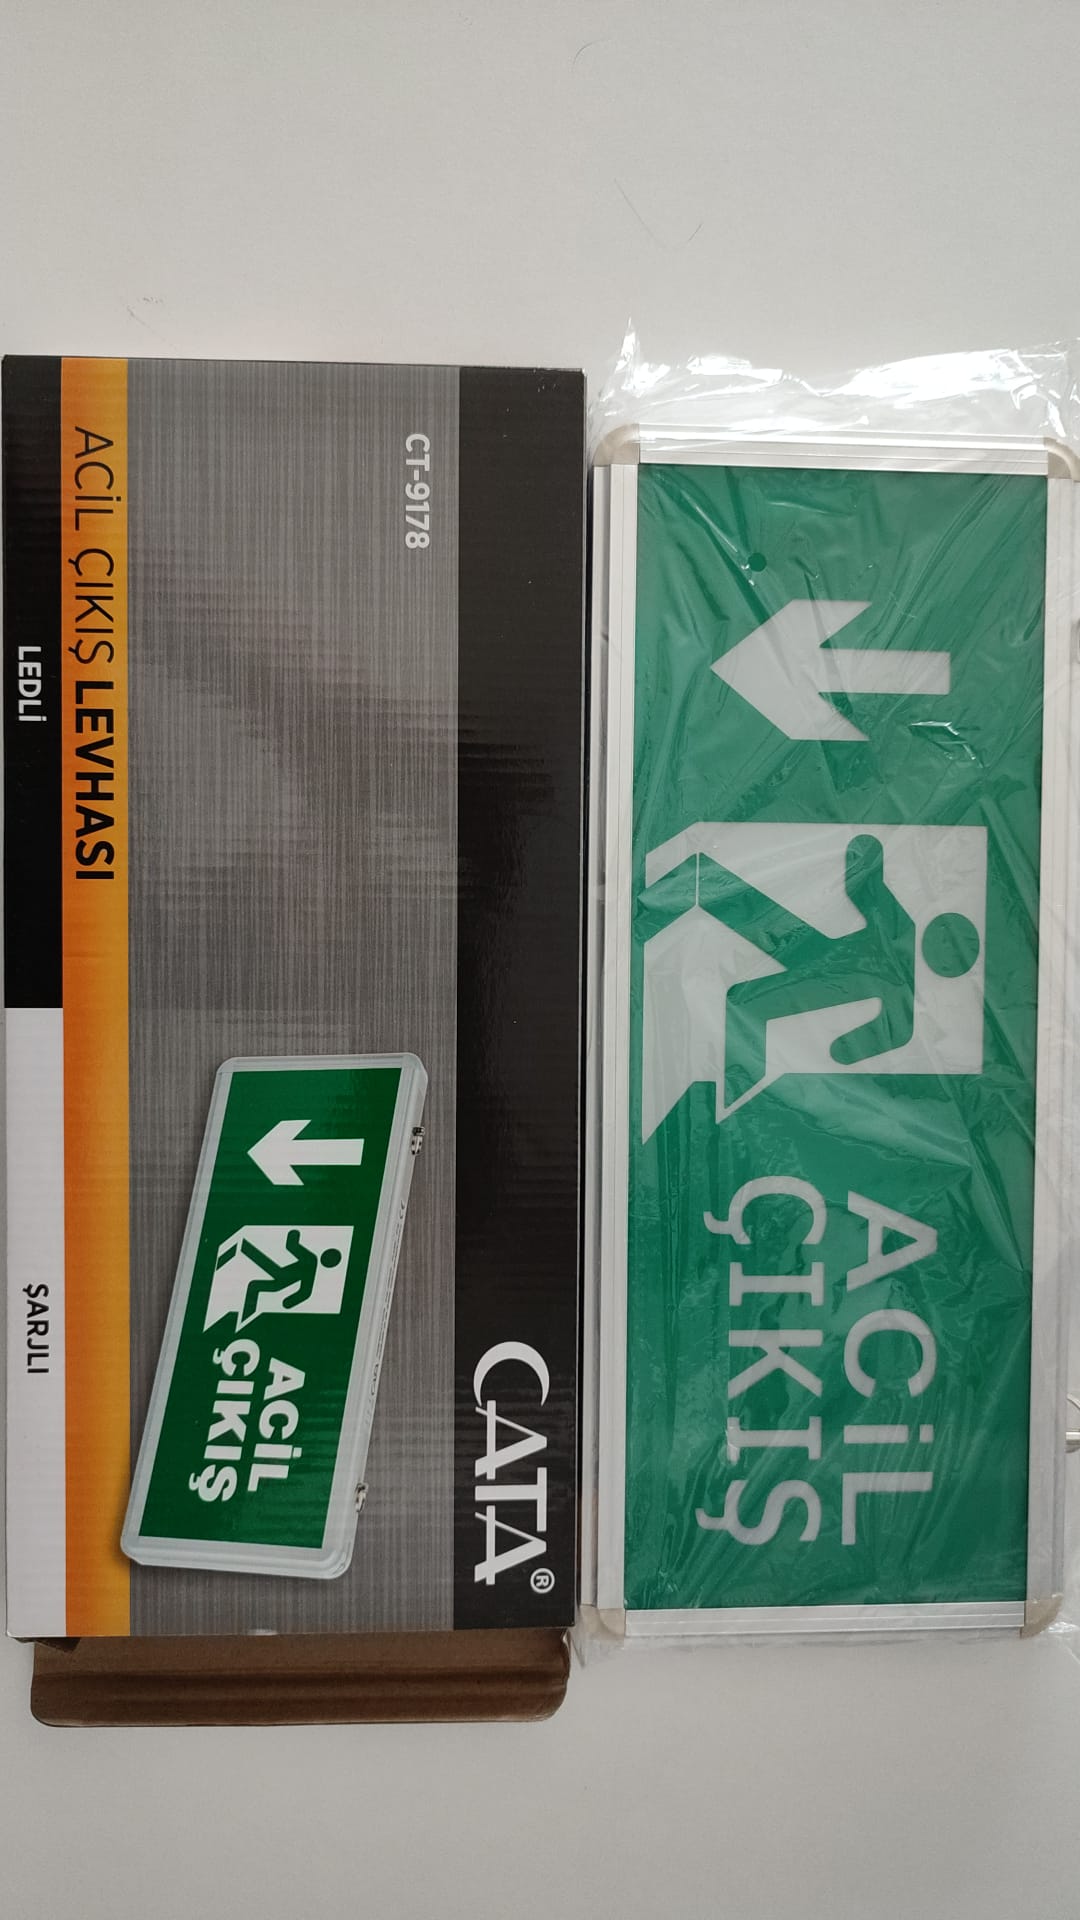 CATA®
CT-9178
ACİL
ÇIKIŞ
ACİL ÇIKIŞ LEVHASI
LEDLİ
ŞARJLI
ACİL
ÇIKIŞ